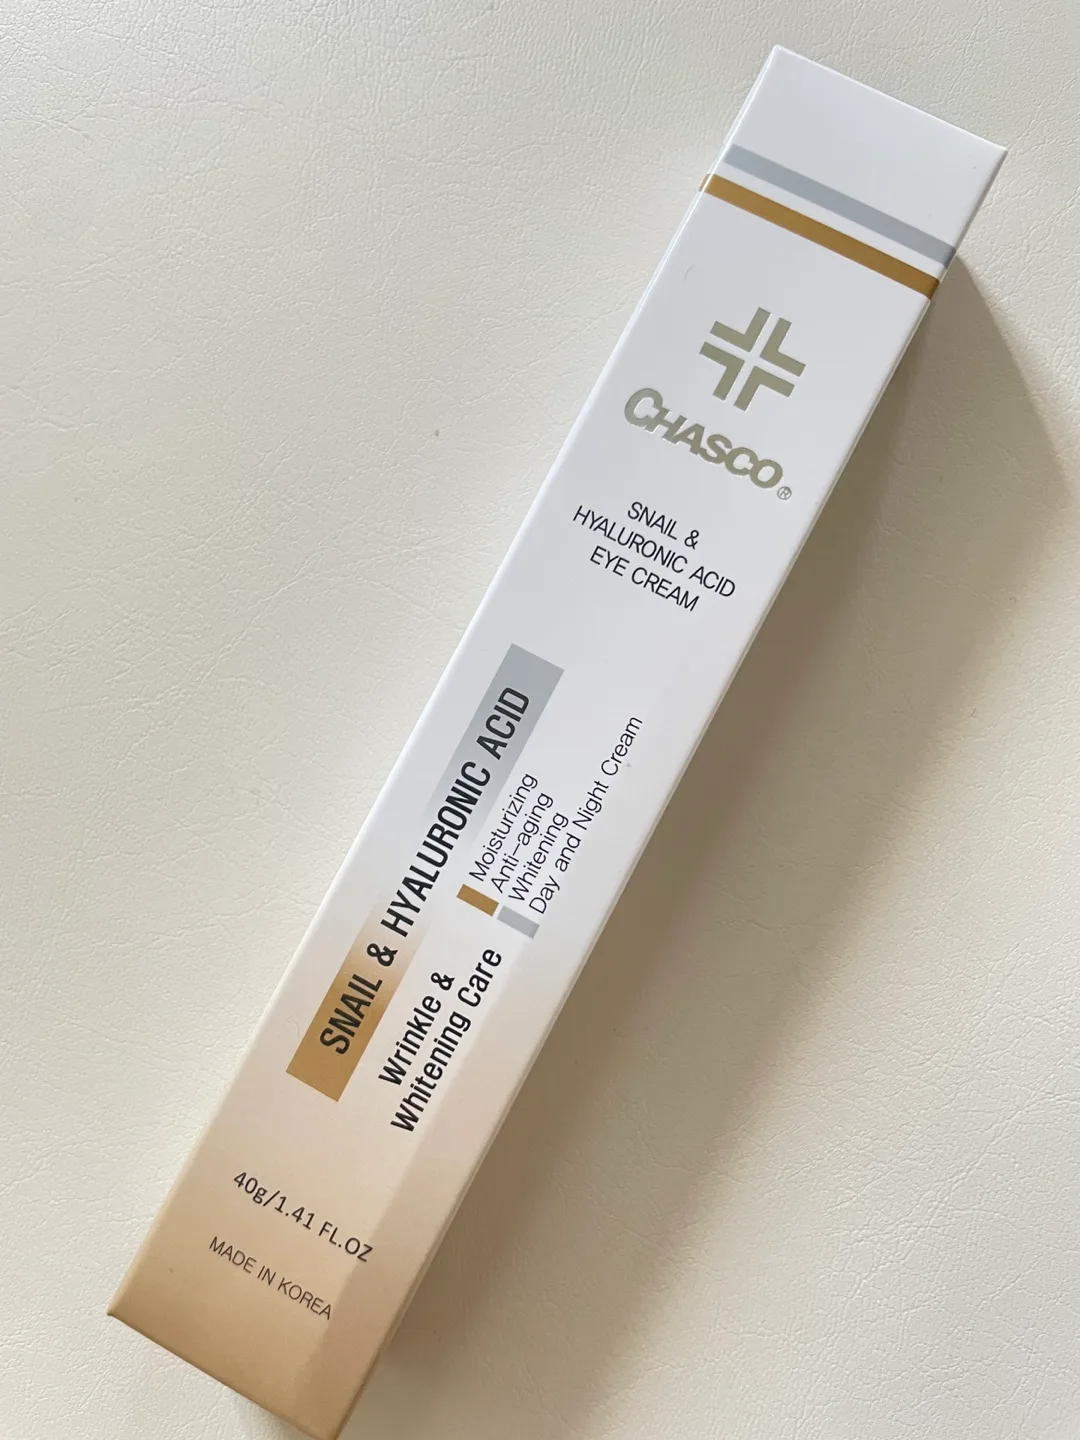 CHASCO®
SNAIL &
HYALURONIC ACID
EYE CREAM
SNAIL & HYALURONIC ACID
Wrinkle &
Whitening Care
Moisturizing
Anti-aging
Whitening
Day and Night Cream
40g/1.41 FL.OZ
MADE IN KOREA